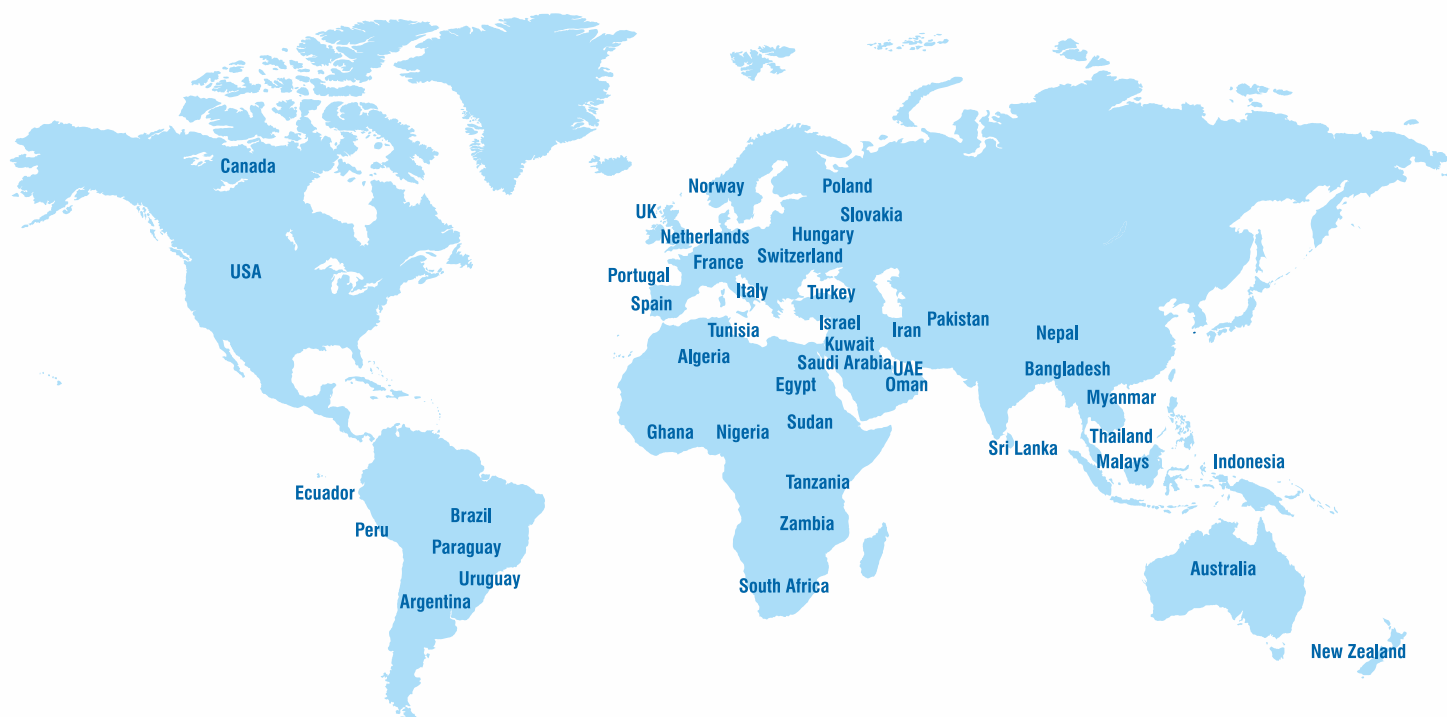 Canada
Norway
Poland
UK
Slovakia
Netherlands
Hungary
France
Switzerland
USA
Portugal
Italy
Turkey
Spain
Tunisia
Israel
Iran
Pakistan
Nepal
Kuwait
Algeria
Saudi Arabia
UAE
Bangladesh
Egypt
Oman
Myanmar
Ghana
Nigeria
Sudan
Sri Lanka
Thailand
Malays
Indonesia
Ecuador
Tanzania
Peru
Brazil
Zambia
Paraguay
Uruguay
South Africa
Australia
Argentina
New Zealand